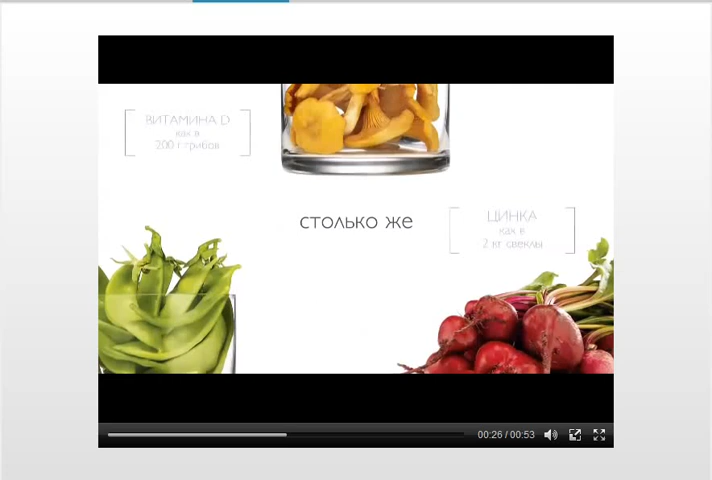 ВИТАМИНА D
как в
200 г грибов
столько же
ЦИНКА
как в
2 кг свеклы
00:26 / 00:53